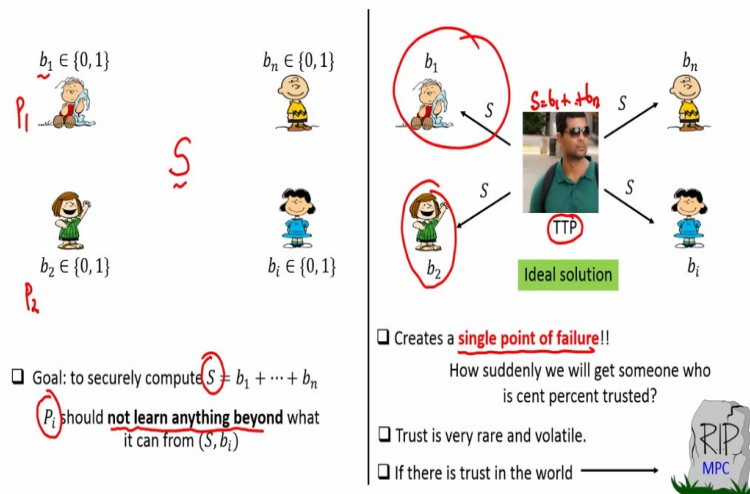 b₁ ∈ {0, 1}
bₙ ∈ {0, 1}
P₁
S
b₂ ∈ {0, 1}
bᵢ ∈ {0, 1}
P₂
❑ Goal: to securely compute S = b₁ + ⋯ + bₙ
Pᵢ should not learn anything beyond what
it can from (S, bᵢ)
b₁
bₙ
S=b₁+ .+bₙ
S
S
S
S
TTP
b₂
bᵢ
Ideal solution
❑ Creates a single point of failure!!
How suddenly we will get someone who
is cent percent trusted?
❑ Trust is very rare and volatile.
❑ If there is trust in the world
RIP
MPC